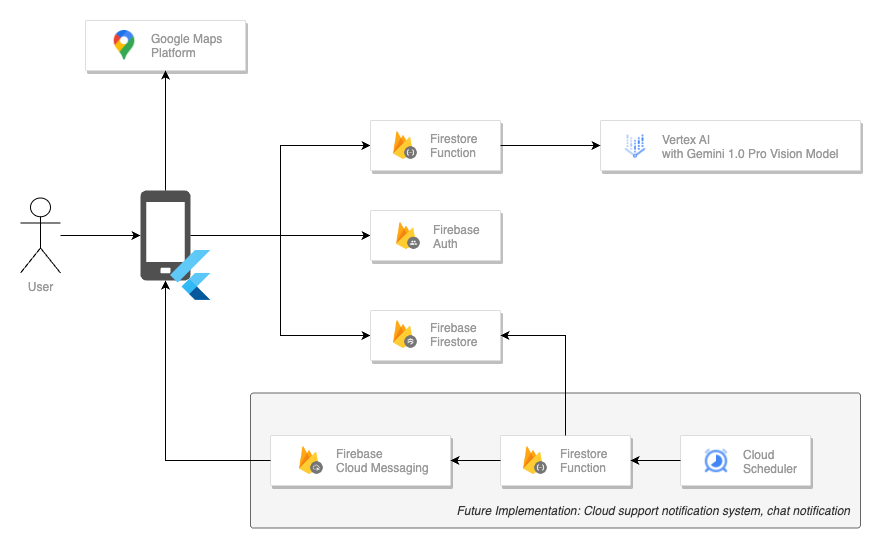 Google Maps
Platform
Firestore
Function
Vertex AI
with Gemini 1.0 Pro Vision Model
Firebase
Auth
User
Firebase
Firestore
Firebase
Cloud Messaging
Firestore
Function
Cloud
Scheduler
Future Implementation: Cloud support notification system, chat notification